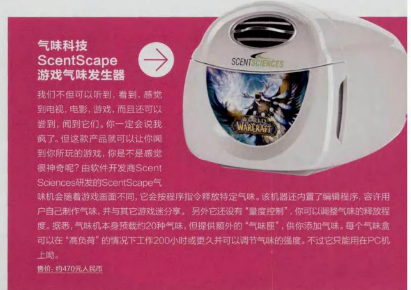 气味科技
ScentScape
游戏气味发生器
SCENTSCIENCES
WORLD WARCRAFT
我们不但可以听到、看到、感觉
到电视、电影、游戏，而且还可以
尝到，闻到它们。你一定会说我
疯了，但这款产品就可以让你闻
到你所玩的游戏，你是不是感觉
很神奇呢？由软件开发商Scent
Sciences研发的ScentScape气
味机会随着游戏画面不同，它会按程序指令释放特定气味。该机器还内置了编辑程序，容许用
户自己制作气味，并与其它游戏迷分享。另外它还设有“量度控制”，你可以调整气味的释放程
度。据悉，气味机本身预载约20种气味，但提供额外的“气味匣”，供你添加气味，每个气味盒
可以在“高负荷”的情况下工作200小时或更久并可以调节气味的强度。不过它只能用在PC机
上呦。
售价：约470元人民币